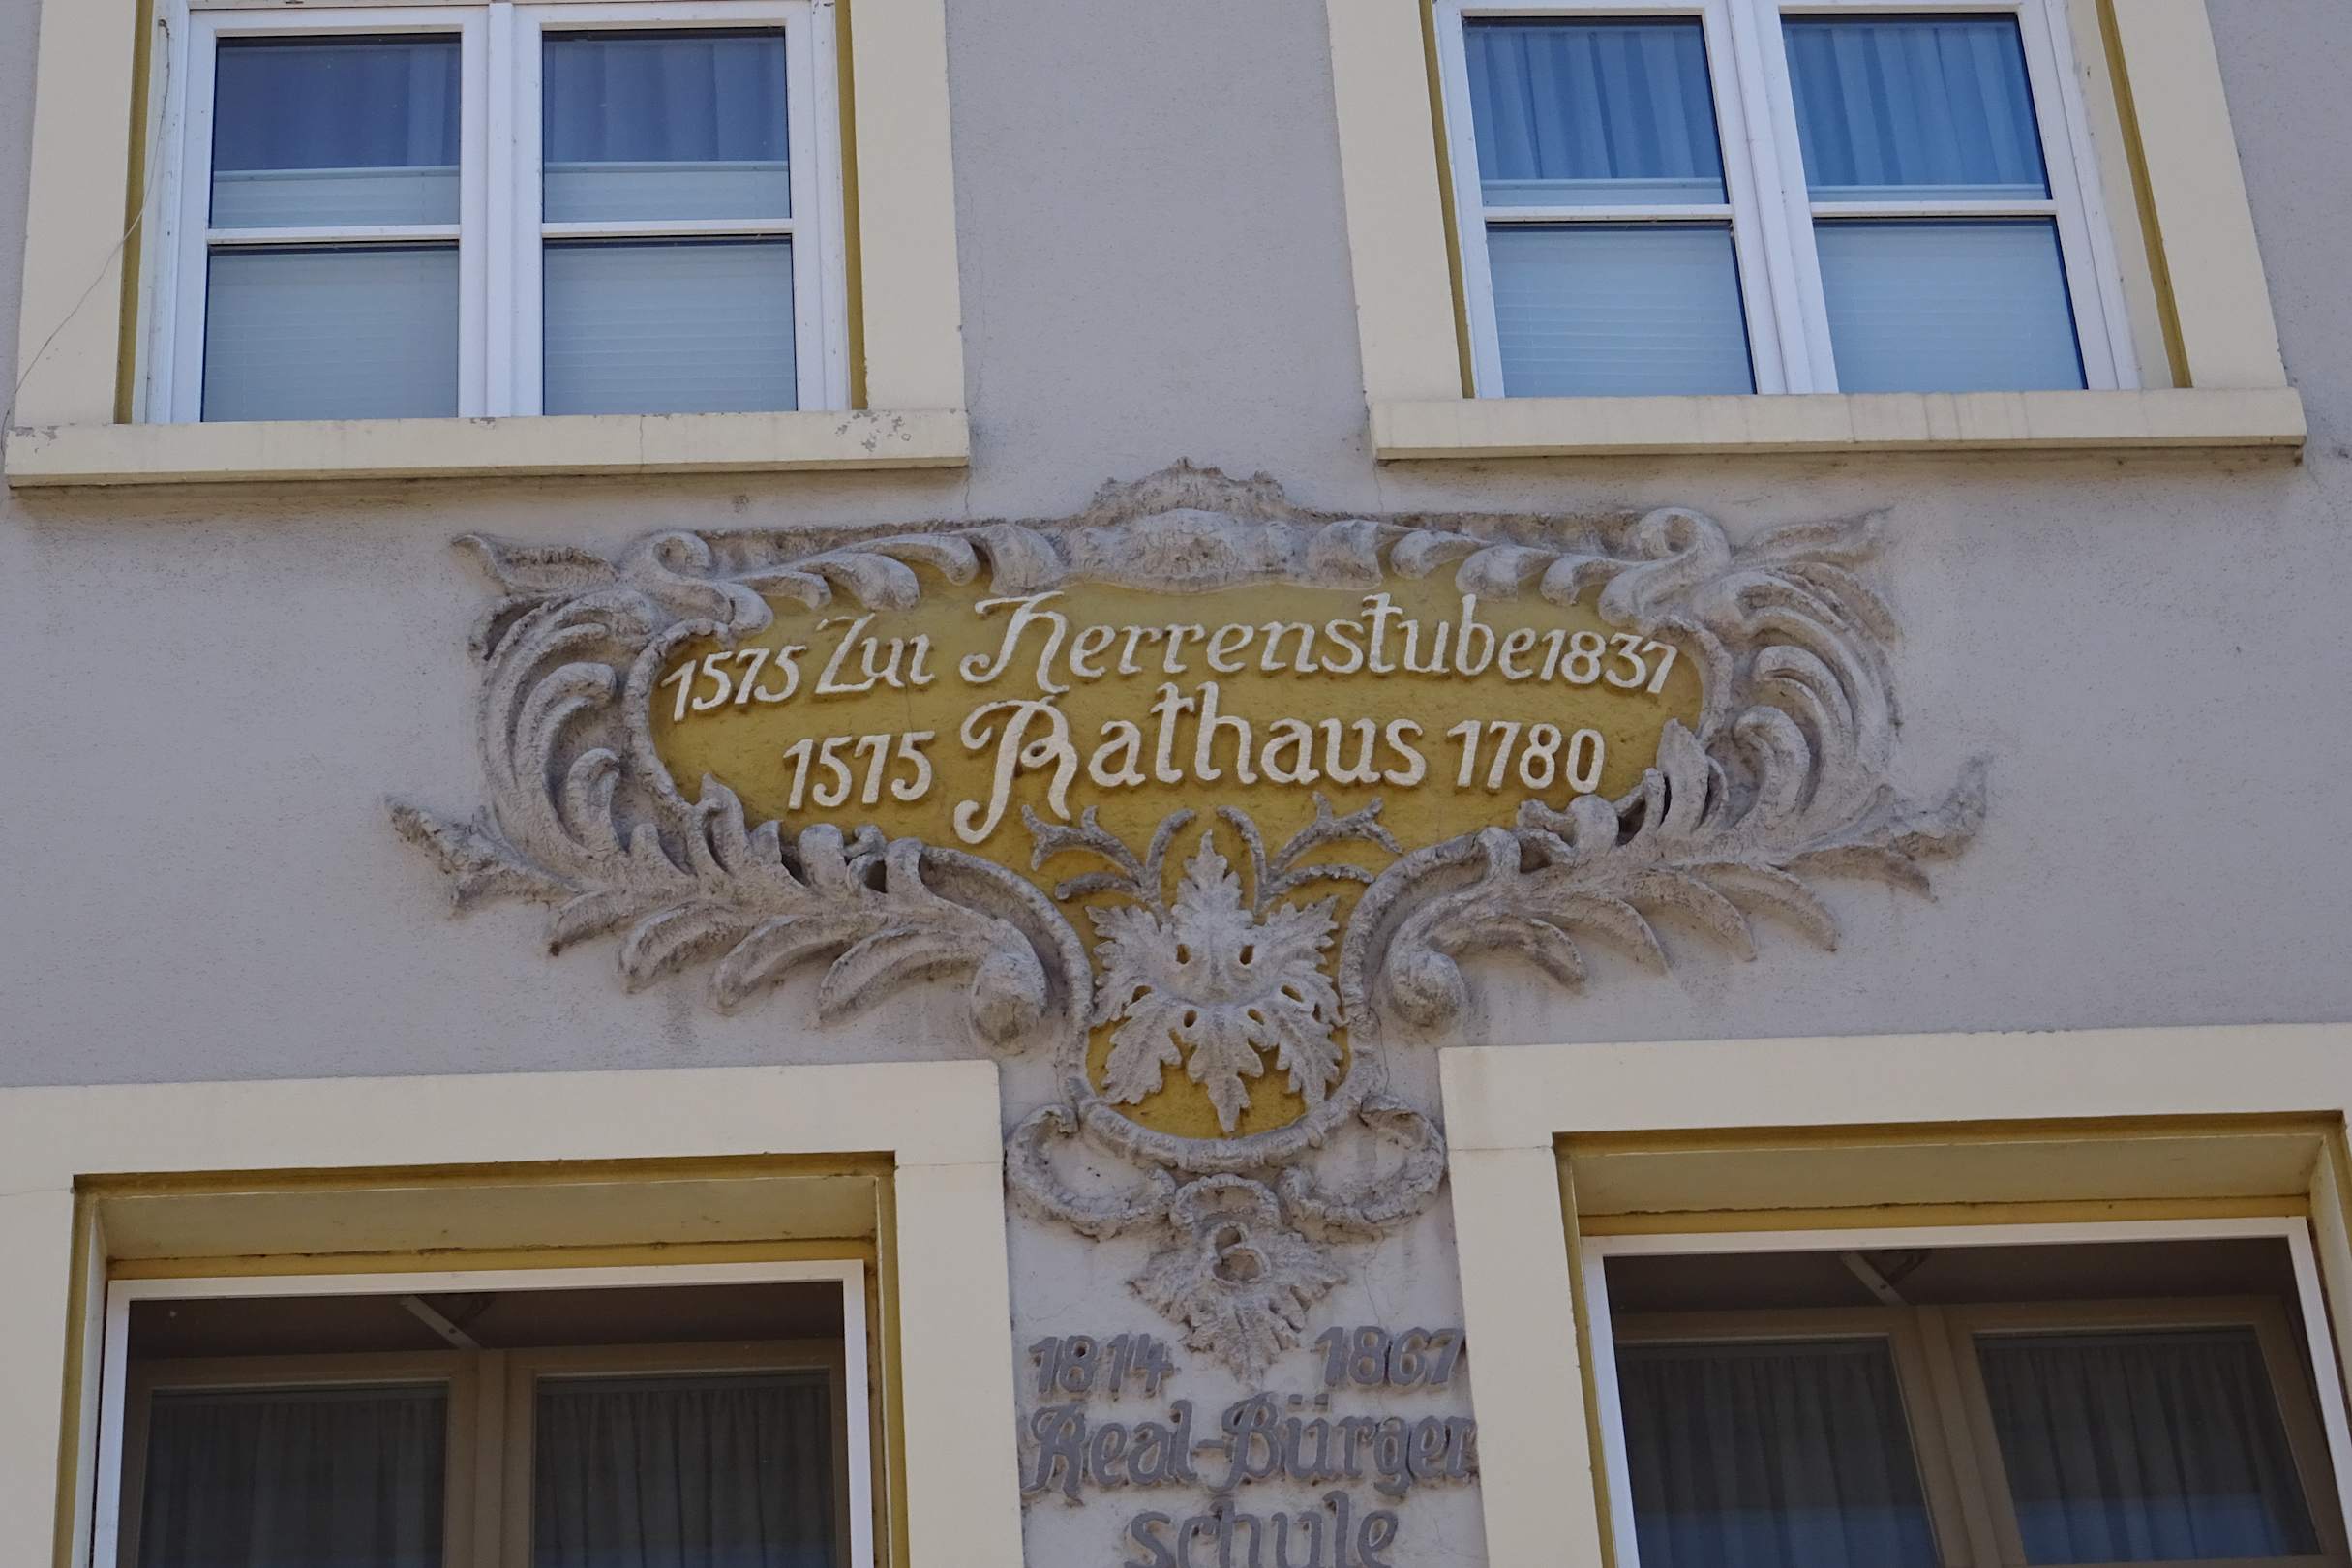 1575 Zur Herrenstube 1837
1575 Rathaus 1780
1814 1867
Real-Bürger
schule